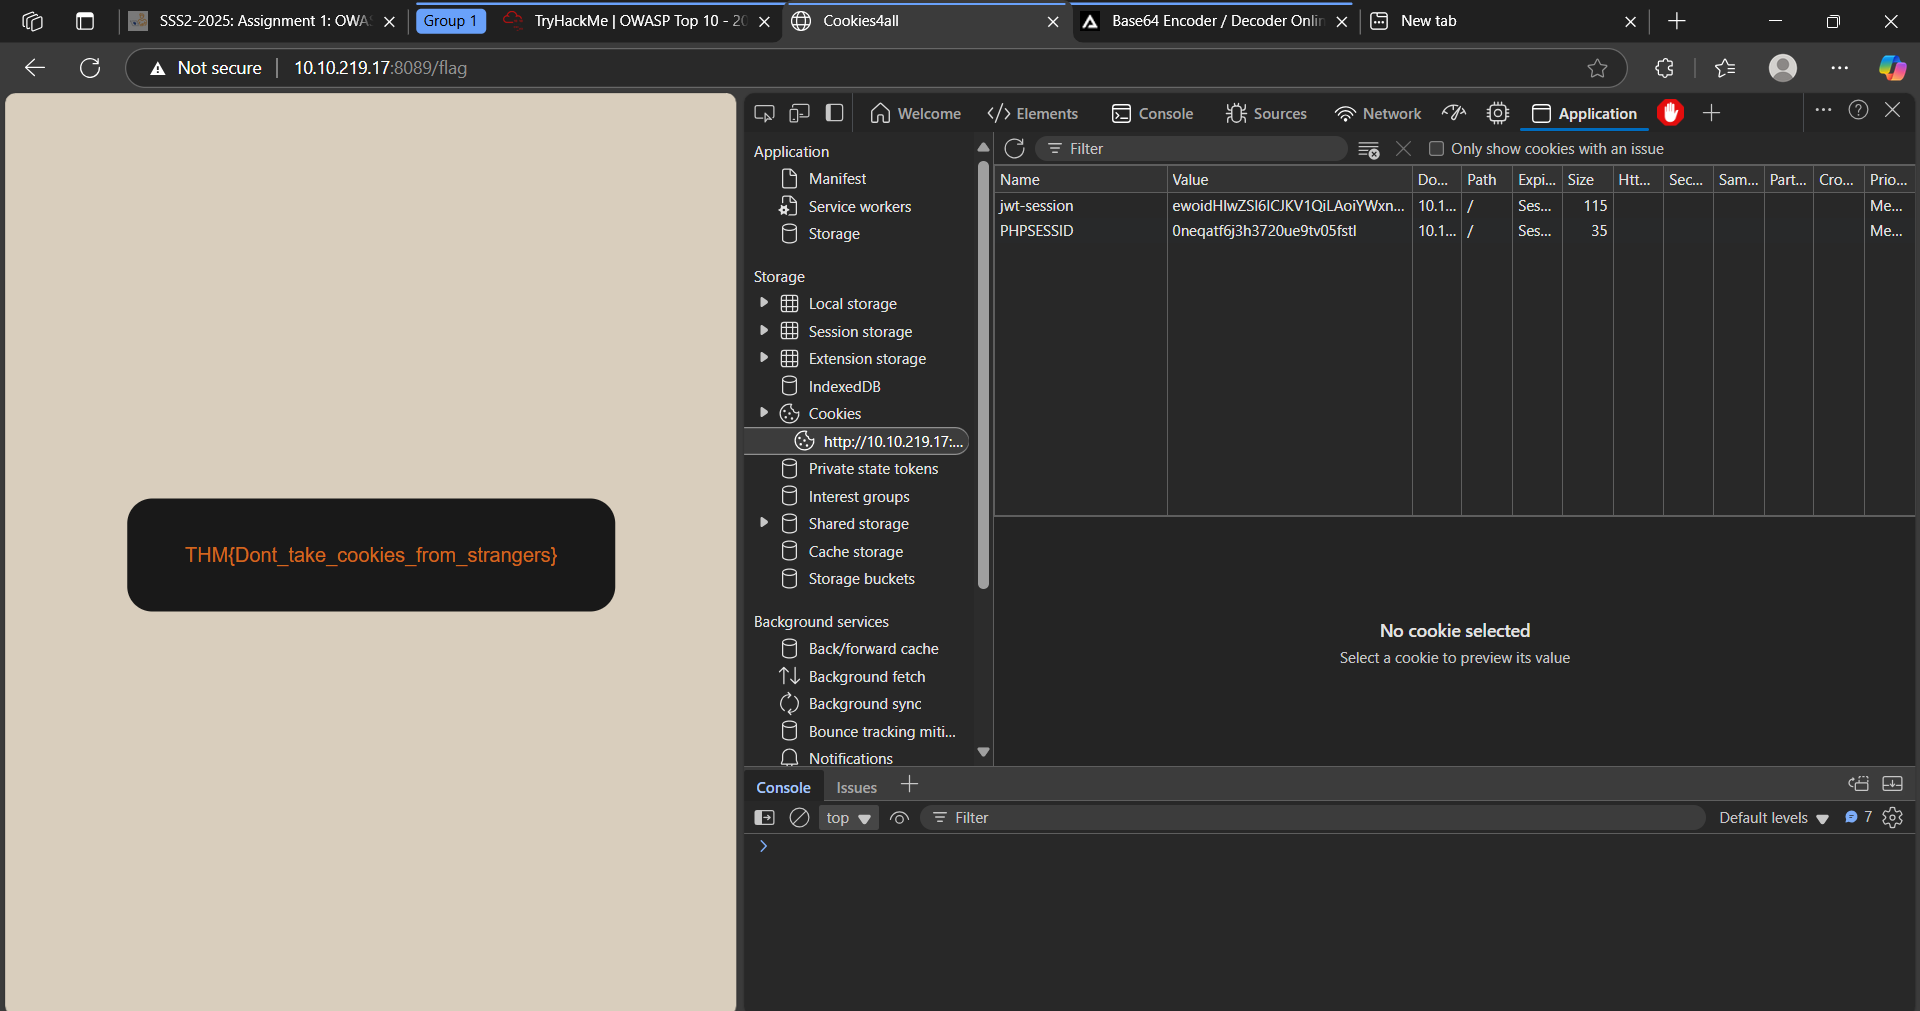 SSS2-2025: Assignment 1: OWAS
Group 1
TryHackMe | OWASP Top 10 - 20
Cookies4all
Base64 Encoder / Decoder Onlin
New tab
Not secure
10.10.219.17:8089/flag
Welcome
Elements
Console
Sources
Network
Application
Application
Manifest
Service workers
Storage
Storage
Local storage
Session storage
Extension storage
IndexedDB
Cookies
http://10.10.219.17:...
Private state tokens
Interest groups
Shared storage
Cache storage
Storage buckets
Background services
Back/forward cache
Background fetch
Background sync
Bounce tracking miti...
Notifications
Filter
Only show cookies with an issue
Name Value Do... Path Expi... Size Htt... Sec... Sam... Part... Cro... Prio...
jwt-session ewoidHlwZSI6ICJKV1QiLAoiYWxn... 10.1... / Ses... 115 Me...
PHPSESSID 0neqatf6j3h3720ue9tv05fstl 10.1... / Ses... 35 Me...
THM{Dont_take_cookies_from_strangers}
No cookie selected
Select a cookie to preview its value
Console
Issues
top
Filter
Default levels
7